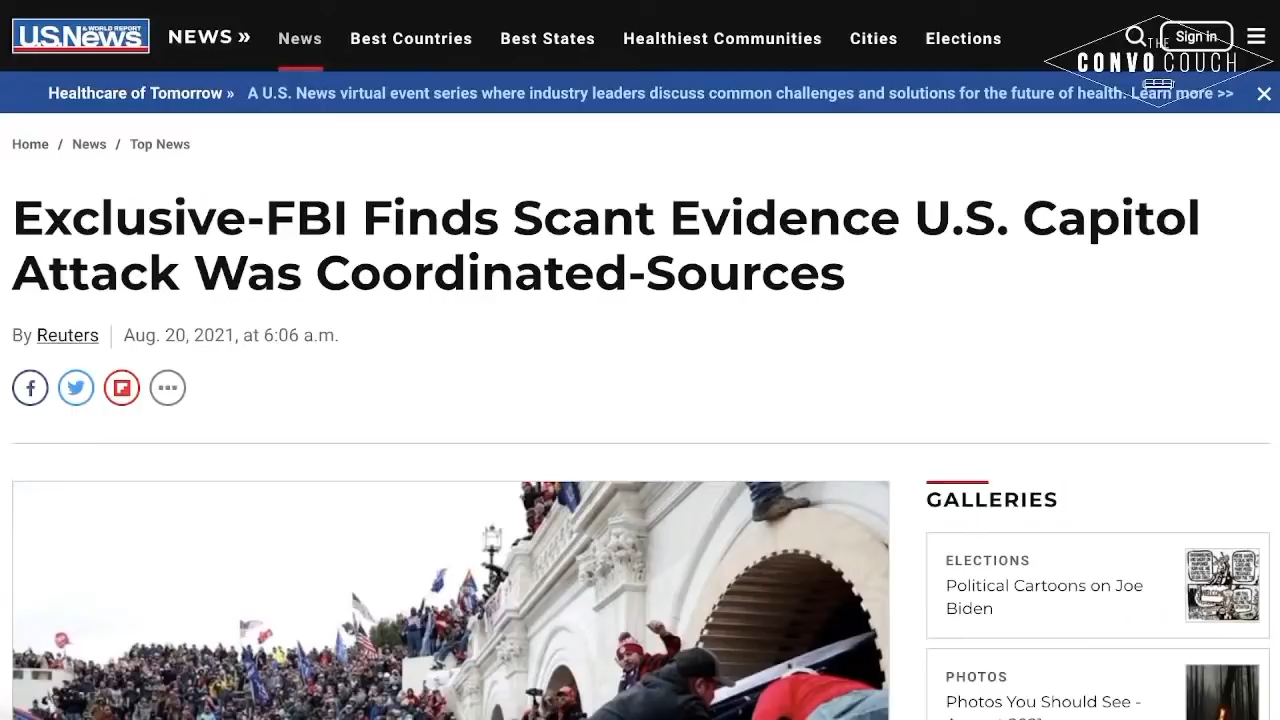 U.S.News
& WORLD REPORT
NEWS »
News
Best Countries
Best States
Healthiest Communities
Cities
Elections
Sign in
THE
CONVO COUCH
Healthcare of Tomorrow » A U.S. News virtual event series where industry leaders discuss common challenges and solutions for the future of health. Learn more >>
Home / News / Top News
Exclusive-FBI Finds Scant Evidence U.S. Capitol
Attack Was Coordinated-Sources
By Reuters
Aug. 20, 2021, at 6:06 a.m.
GALLERIES
ELECTIONS
Political Cartoons on Joe
Biden
PHOTOS
Photos You Should See -